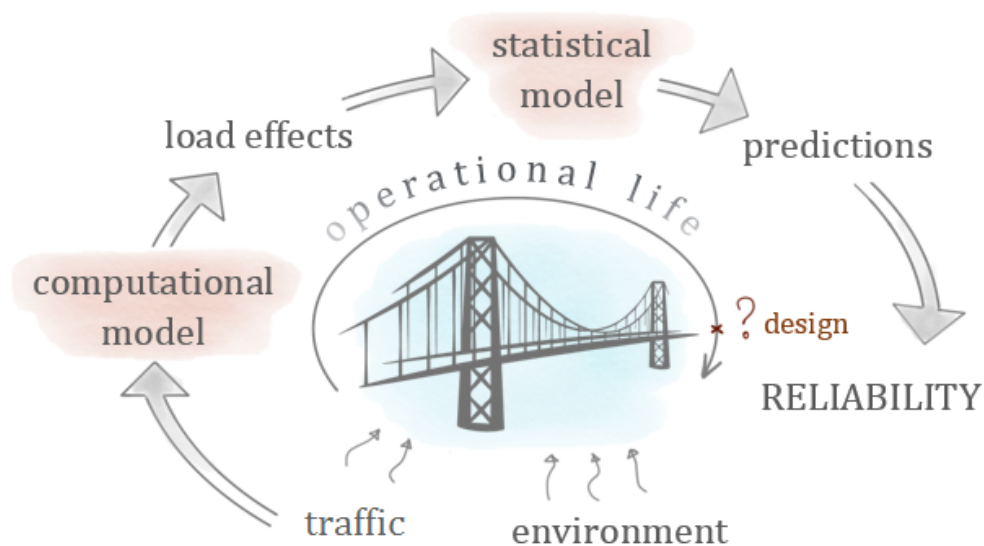 statistical
model
load effects
predictions
operational life
computational
model
? design
RELIABILITY
traffic
environment